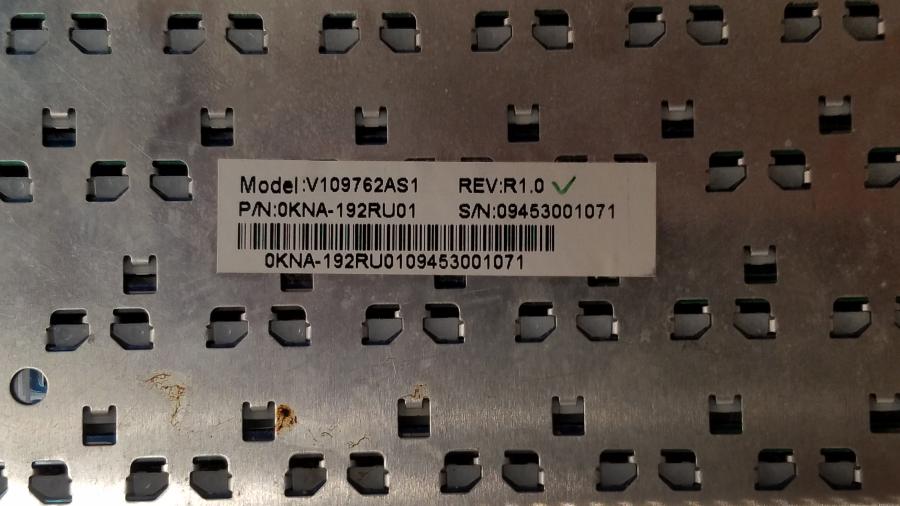 Model:V109762AS1 REV:R1.0
P/N:0KNA-192RU01 S/N:09453001071
0KNA-192RU0109453001071